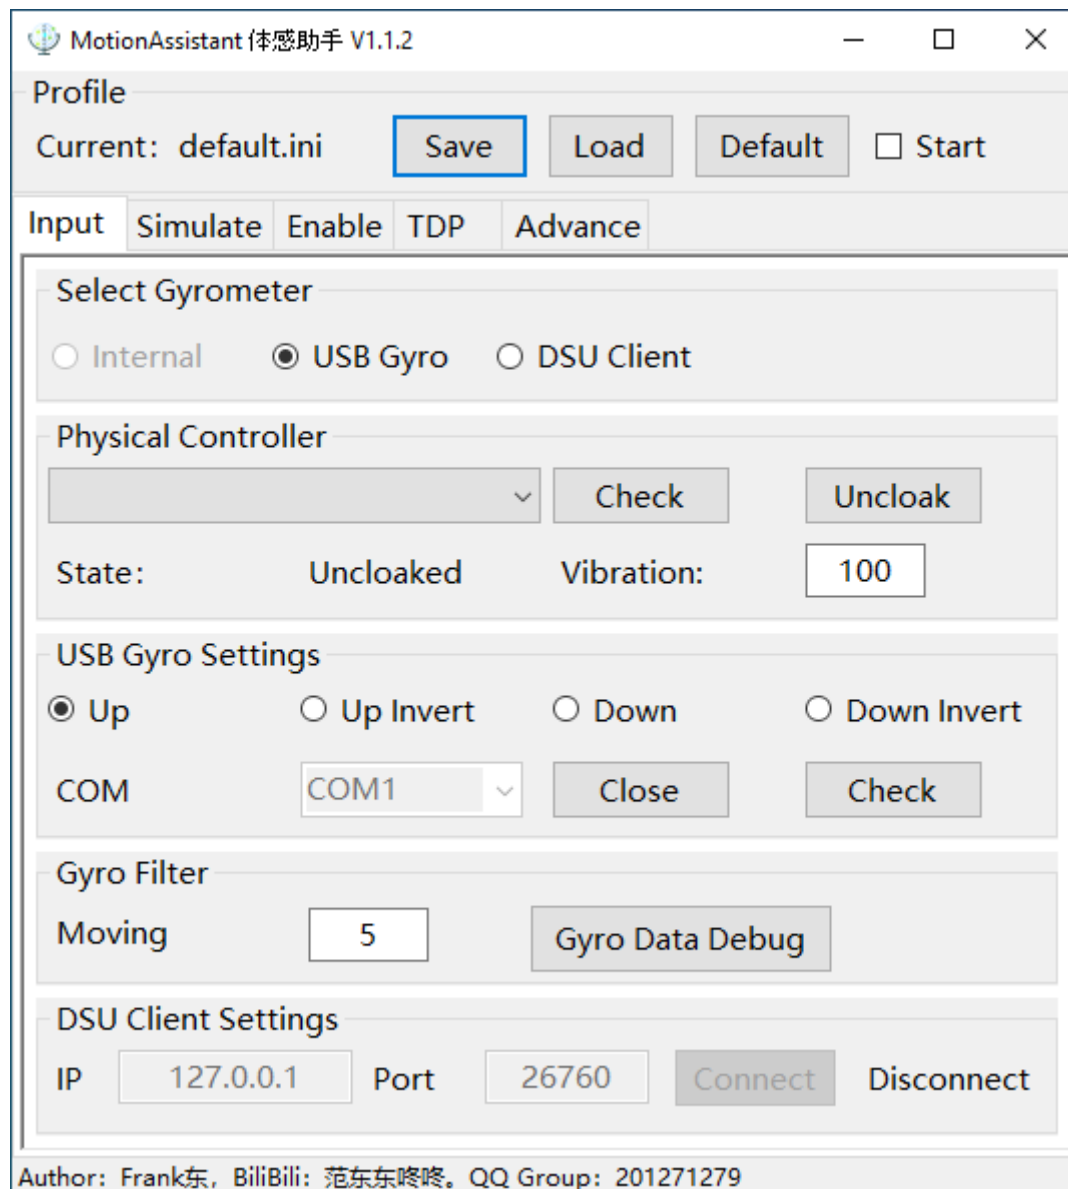 MotionAssistant 体感助手 V1.1.2
Profile
Current: default.ini Save Load Default Start
Input Simulate Enable TDP Advance
Select Gyrometer
Internal USB Gyro DSU Client
Physical Controller
Check Uncloak
State: Uncloaked Vibration: 100
USB Gyro Settings
Up Up Invert Down Down Invert
COM COM1 Close Check
Gyro Filter
Moving 5 Gyro Data Debug
DSU Client Settings
IP 127.0.0.1 Port 26760 Connect Disconnect
Author: Frank东, BiliBili: 范东东咚咚。QQ Group: 201271279